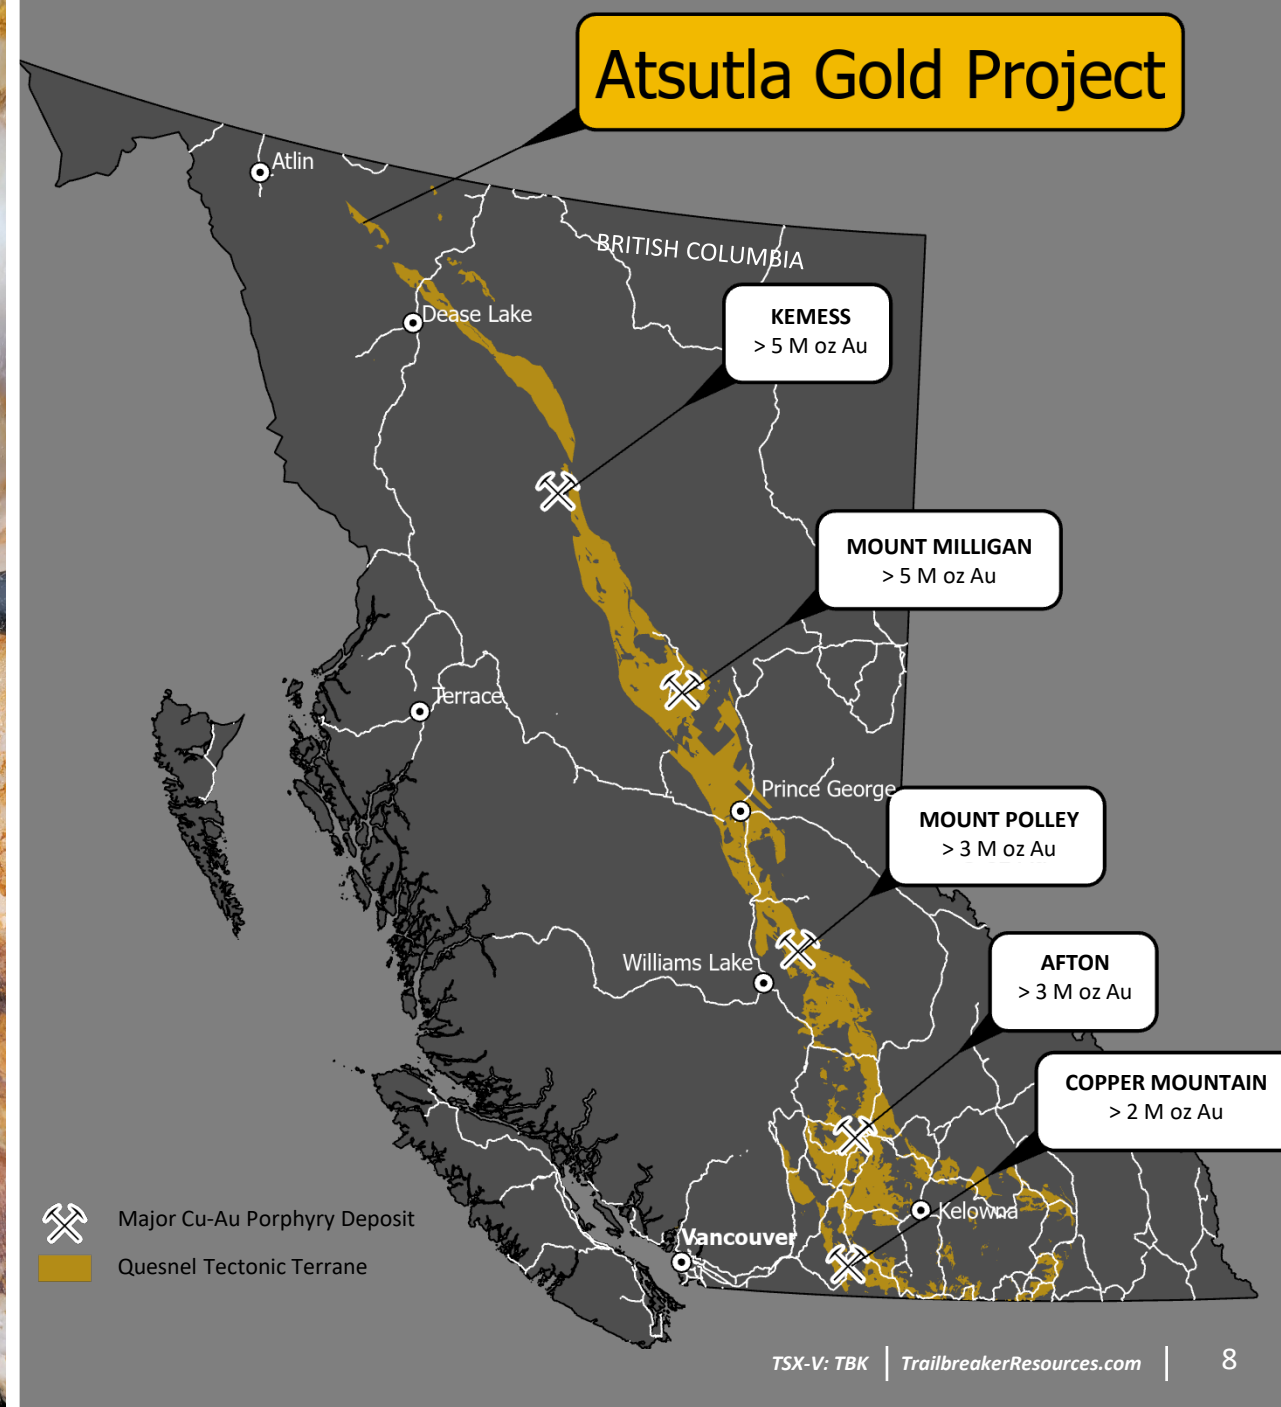 Atsutla Gold Project
Atlin
BRITISH COLUMBIA
KEMESS
> 5 M oz Au
Dease Lake
MOUNT MILLIGAN
> 5 M oz Au
Terrace
Prince George
MOUNT POLLEY
> 3 M oz Au
Williams Lake
AFTON
> 3 M oz Au
COPPER MOUNTAIN
> 2 M oz Au
Kelowna
Vancouver
Major Cu-Au Porphyry Deposit
Quesnel Tectonic Terrane
TSX-V: TBK | TrailbreakerResources.com | 8